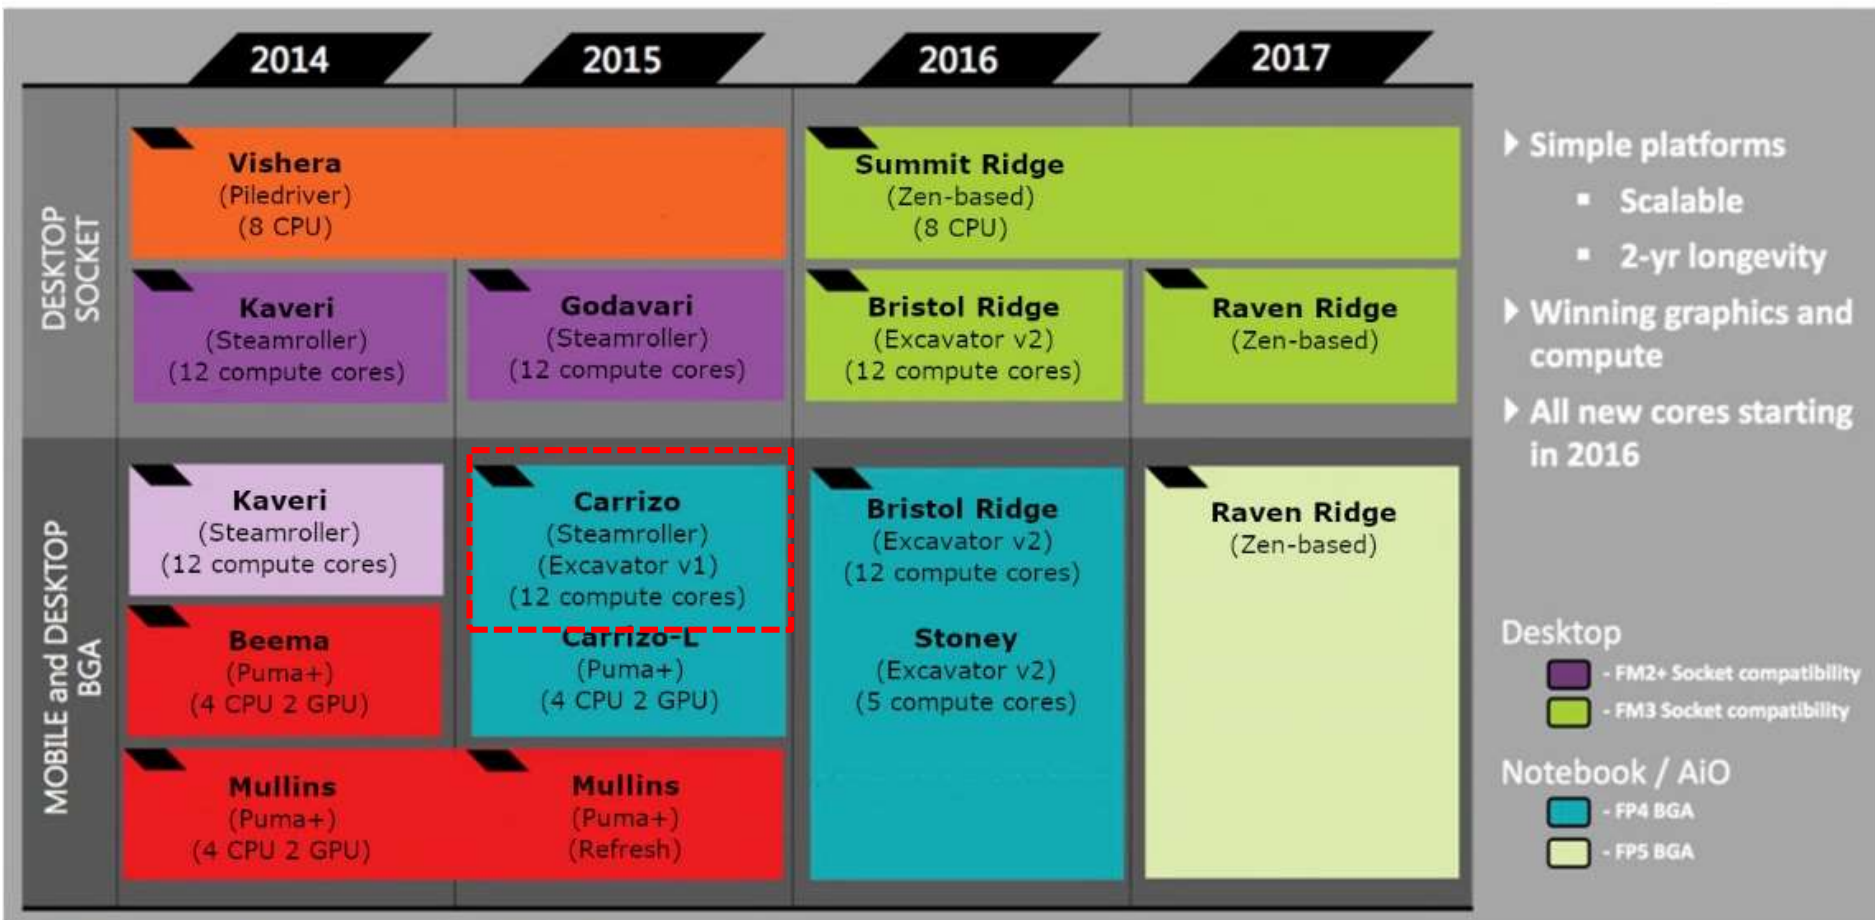 2014
2015
2016
2017
DESKTOP
SOCKET
Vishera
(Piledriver)
(8 CPU)
Summit Ridge
(Zen-based)
(8 CPU)
Kaveri
(Steamroller)
(12 compute cores)
Godavari
(Steamroller)
(12 compute cores)
Bristol Ridge
(Excavator v2)
(12 compute cores)
Raven Ridge
(Zen-based)
MOBILE and DESKTOP
BGA
Kaveri
(Steamroller)
(12 compute cores)
Carrizo
(Steamroller)
(Excavator v1)
(12 compute cores)
Carrizo-L
(Puma+)
(4 CPU 2 GPU)
Bristol Ridge
(Excavator v2)
(12 compute cores)
Stoney
(Excavator v2)
(5 compute cores)
Raven Ridge
(Zen-based)
Beema
(Puma+)
(4 CPU 2 GPU)
Mullins
(Puma+)
(4 CPU 2 GPU)
Mullins
(Puma+)
(Refresh)
Simple platforms
Scalable
2-yr longevity
Winning graphics and
compute
All new cores starting
in 2016
Desktop
- FM2+ Socket compatibility
- FM3 Socket compatibility
Notebook / AiO
- FP4 BGA
- FP5 BGA